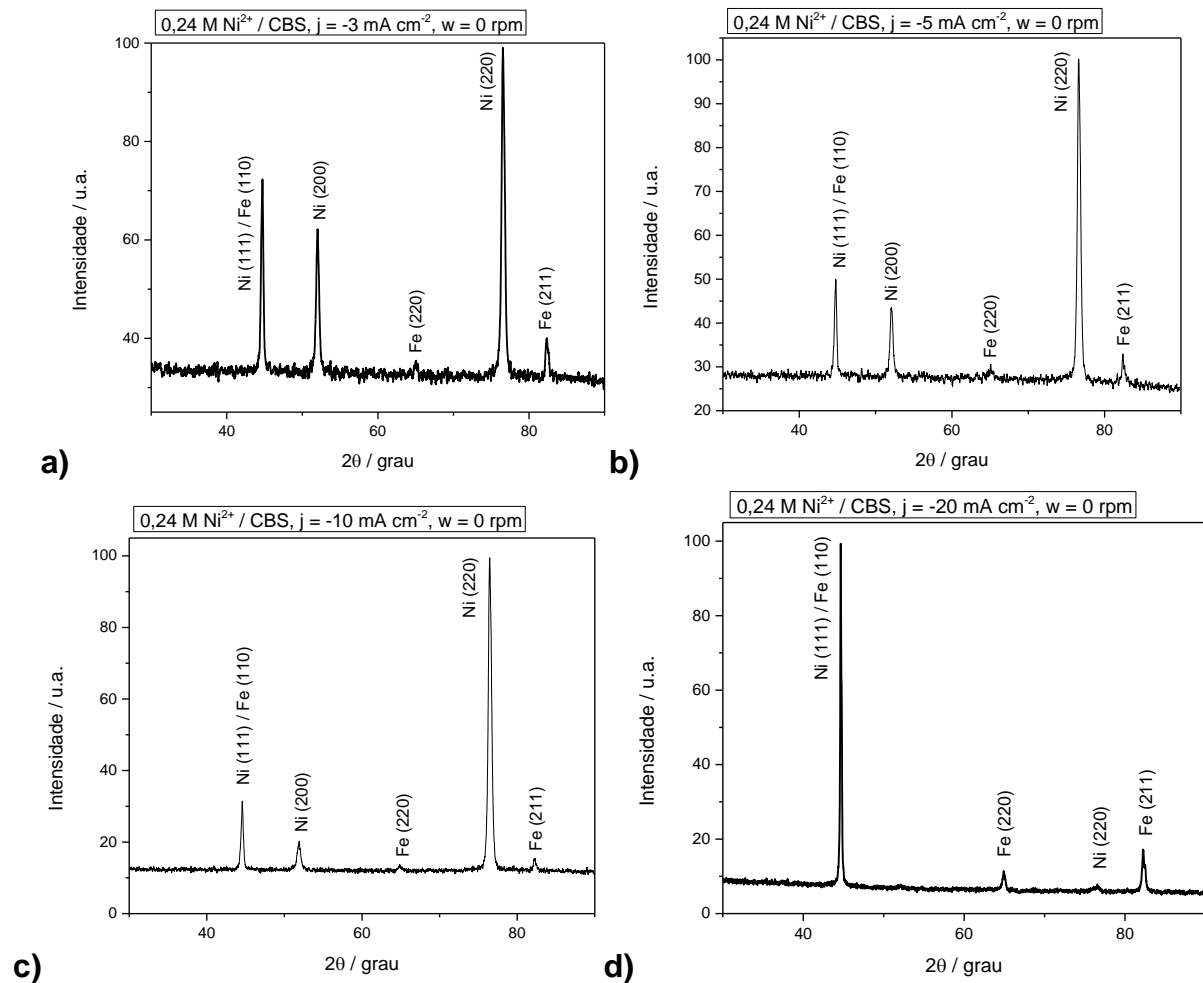 0,24 M Ni²⁺ / CBS, j = -3 mA cm⁻², w = 0 rpm
100
80
60
40
Intensidade / u.a.
Ni (111) / Fe (110)
Ni (200)
Fe (220)
Ni (220)
Fe (211)
40 60 80
2θ / grau
a)
0,24 M Ni²⁺ / CBS, j = -5 mA cm⁻², w = 0 rpm
100
90
80
70
60
50
40
30
20
Intensidade / u.a.
Ni (111) / Fe (110)
Ni (200)
Fe (220)
Ni (220)
Fe (211)
40 60 80
2θ / grau
b)
0,24 M Ni²⁺ / CBS, j = -10 mA cm⁻², w = 0 rpm
100
80
60
40
20
0
Intensidade / u.a.
Ni (111) / Fe (110)
Ni (200)
Fe (220)
Ni (220)
Fe (211)
40 60 80
2θ / grau
c)
0,24 M Ni²⁺ / CBS, j = -20 mA cm⁻², w = 0 rpm
100
80
60
40
20
0
Intensidade / u.a.
Ni (111) / Fe (110)
Fe (220)
Ni (220)
Fe (211)
40 60 80
2θ / grau
d)